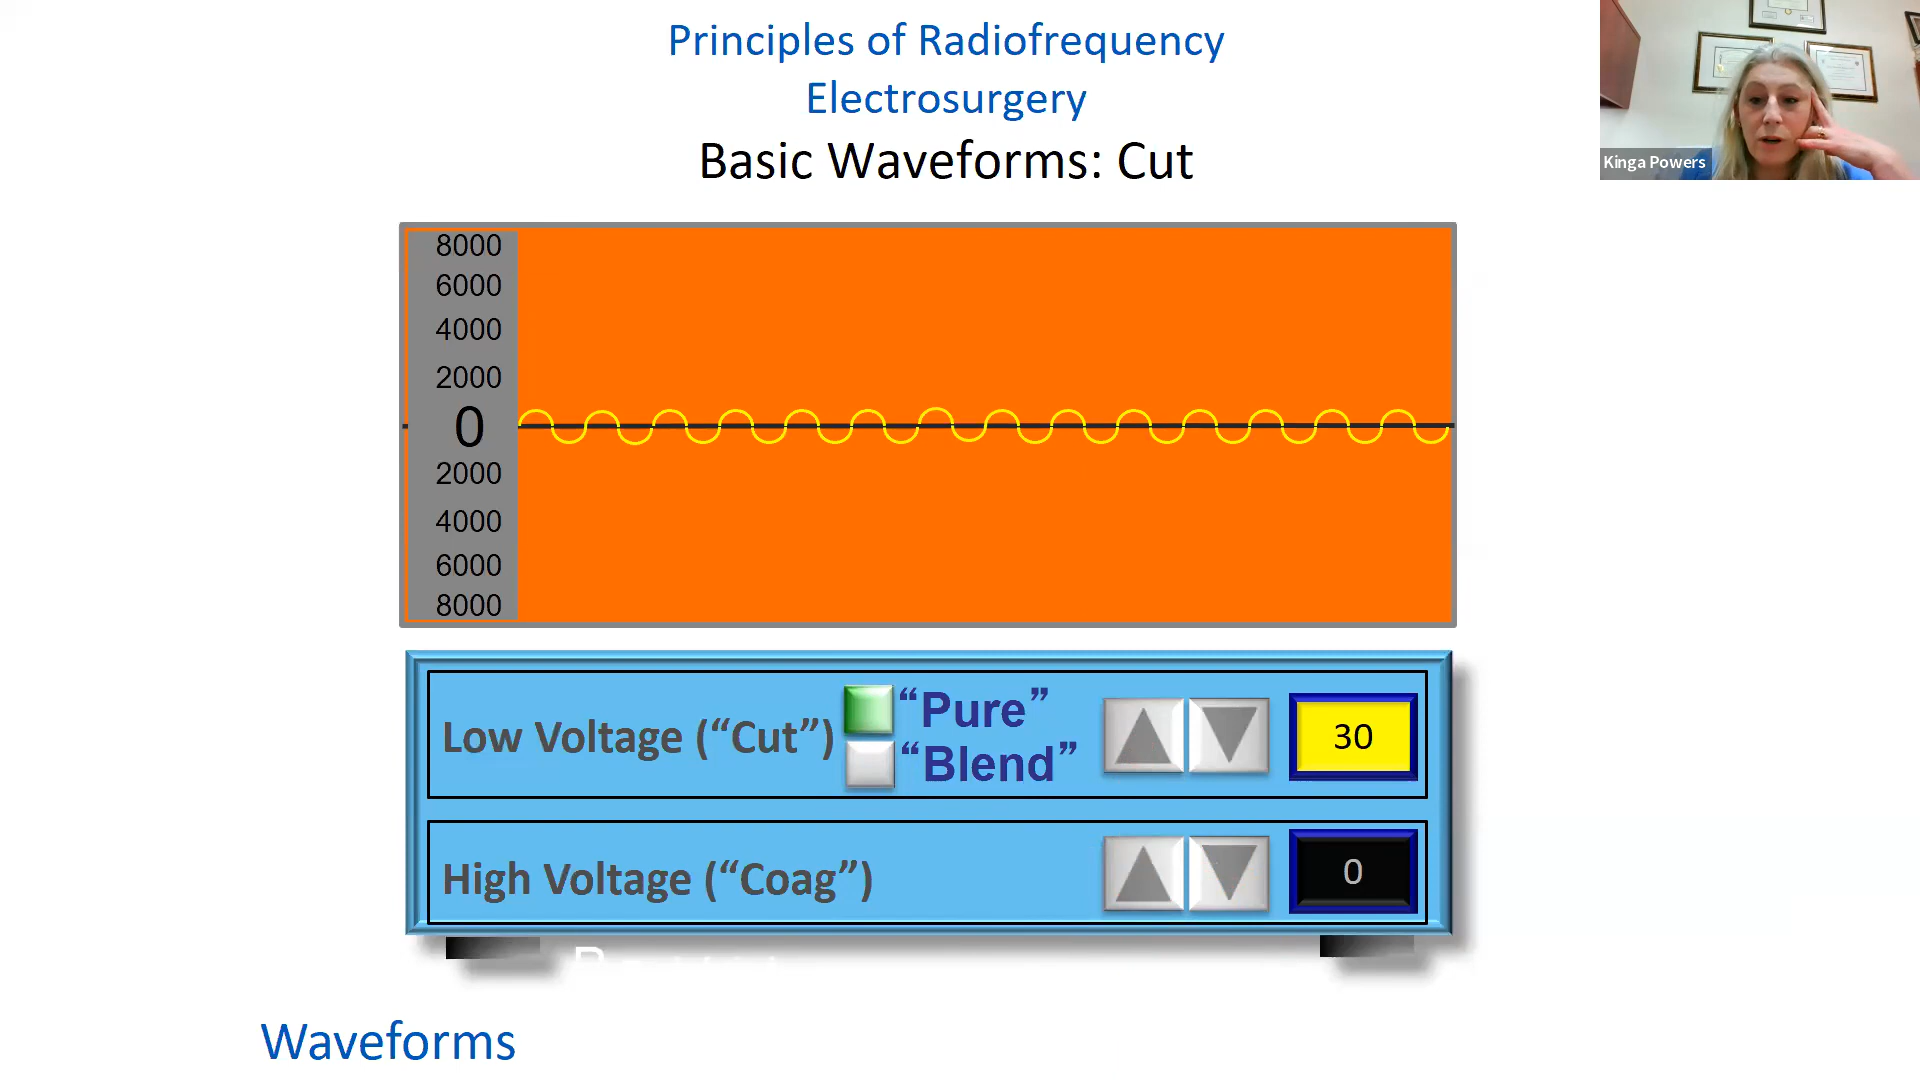 Principles of Radiofrequency
Electrosurgery
Basic Waveforms: Cut
Kinga Powers
8000
6000
4000
2000
0
2000
4000
6000
8000
Low Voltage (“Cut”)
“Pure”
“Blend”
30
High Voltage (“Coag”)
0
Waveforms